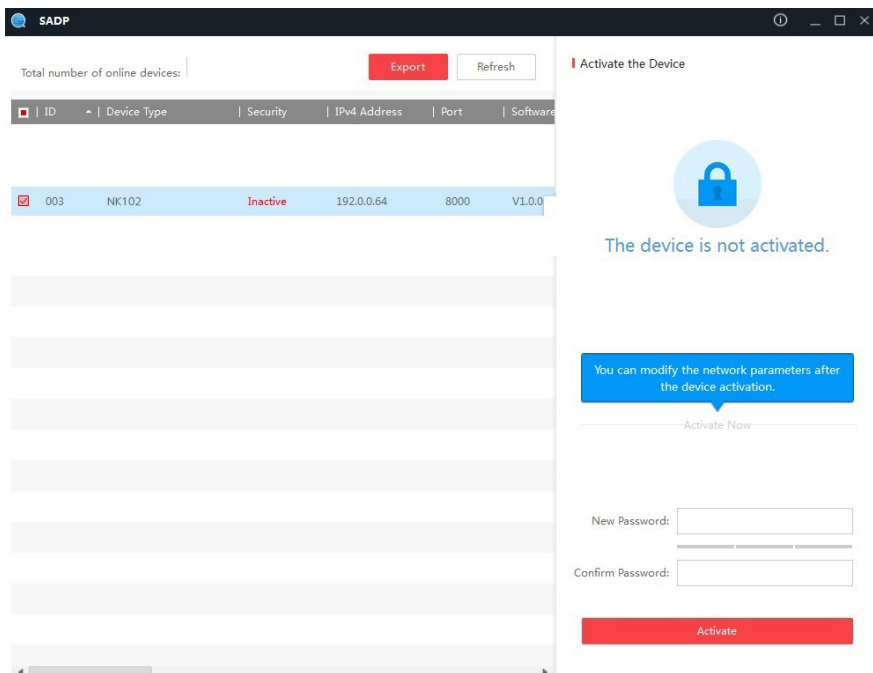 SADP
Total number of online devices:
Export
Refresh
ID | Device Type | Security | IPv4 Address | Port | Software
003 NK102 Inactive 192.0.0.64 8000 V1.0.0
Activate the Device
The device is not activated.
You can modify the network parameters after
the device activation.
Activate Now
New Password:
Confirm Password:
Activate